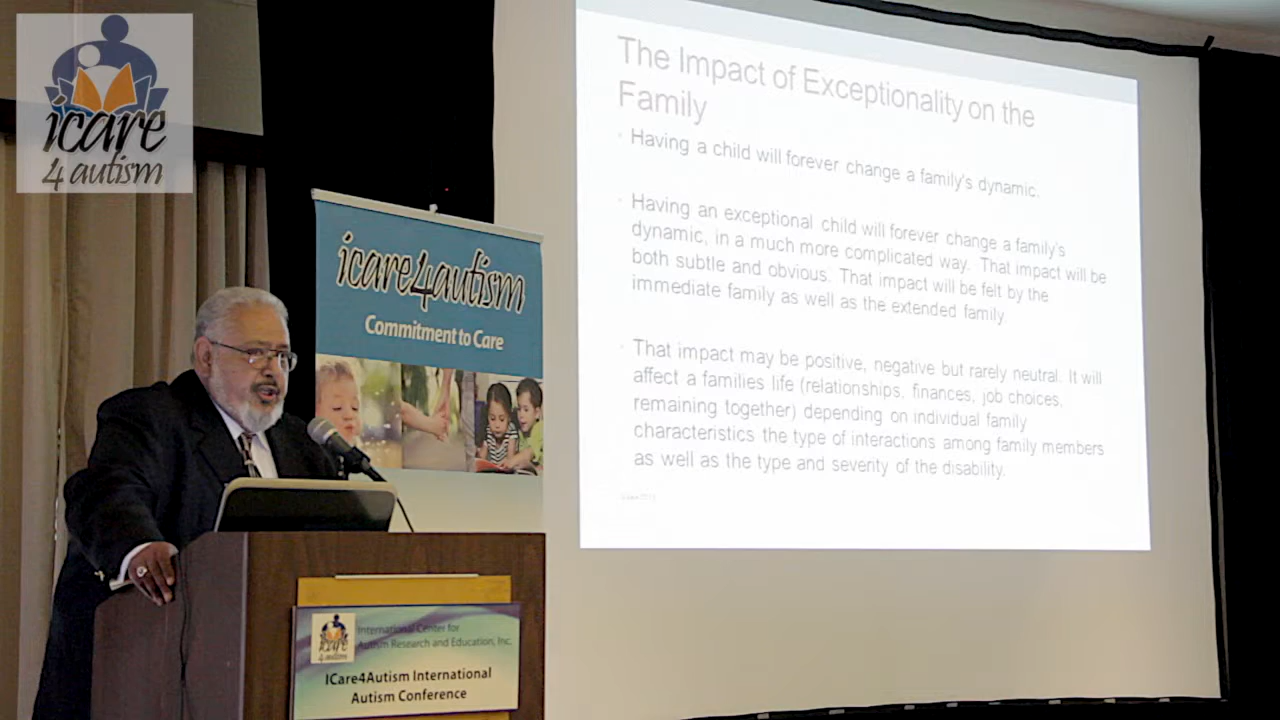 icare
4 autism
icare4autism
Commitment to Care
The Impact of Exceptionality on the
Family
Having a child will forever change a family's dynamic.
Having an exceptional child will forever change a family's
dynamic, in a much more complicated way. That impact will be
both subtle and obvious. That impact will be felt by the
immediate family as well as the extended family.
That impact may be positive, negative but rarely neutral. It will
affect a families life (relationships, finances, job choices,
remaining together) depending on individual family
characteristics the type of interactions among family members
as well as the type and severity of the disability.
icare
4 autism
International Center for
Autism Research and Education, Inc.
ICare4Autism International
Autism Conference